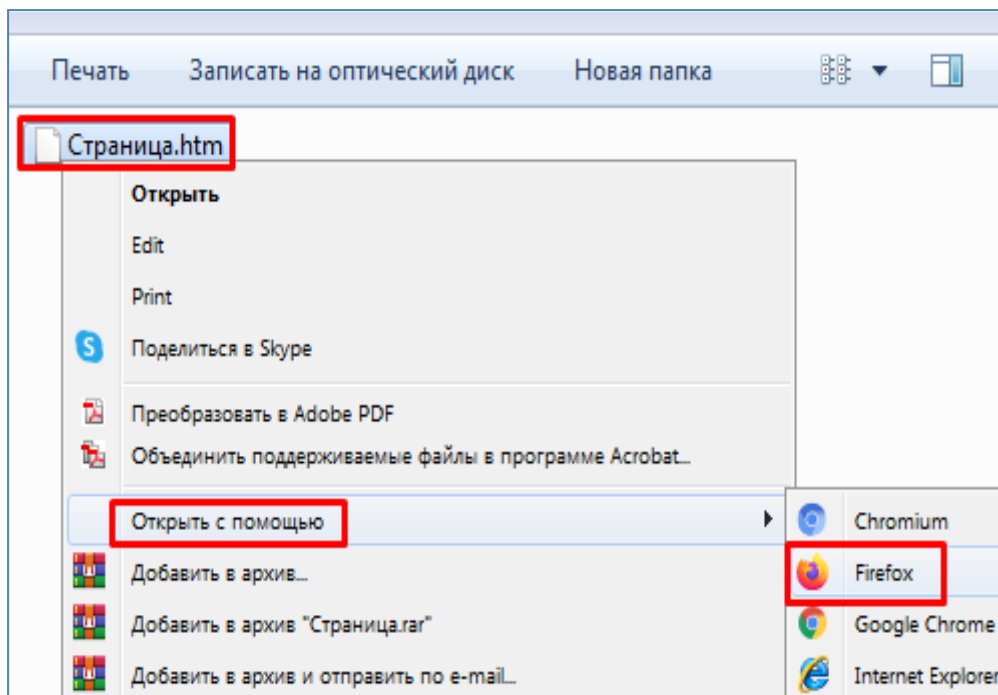 Печать Записать на оптический диск Новая папка
Страница.htm
Открыть
Edit
Print
Поделиться в Skype
Преобразовать в Adobe PDF
Объединить поддерживаемые файлы в программе Acrobat...
Открыть с помощью
Chromium
Добавить в архив...
Firefox
Добавить в архив "Страница.rar"
Google Chrome
Добавить в архив и отправить по e-mail...
Internet Explorer